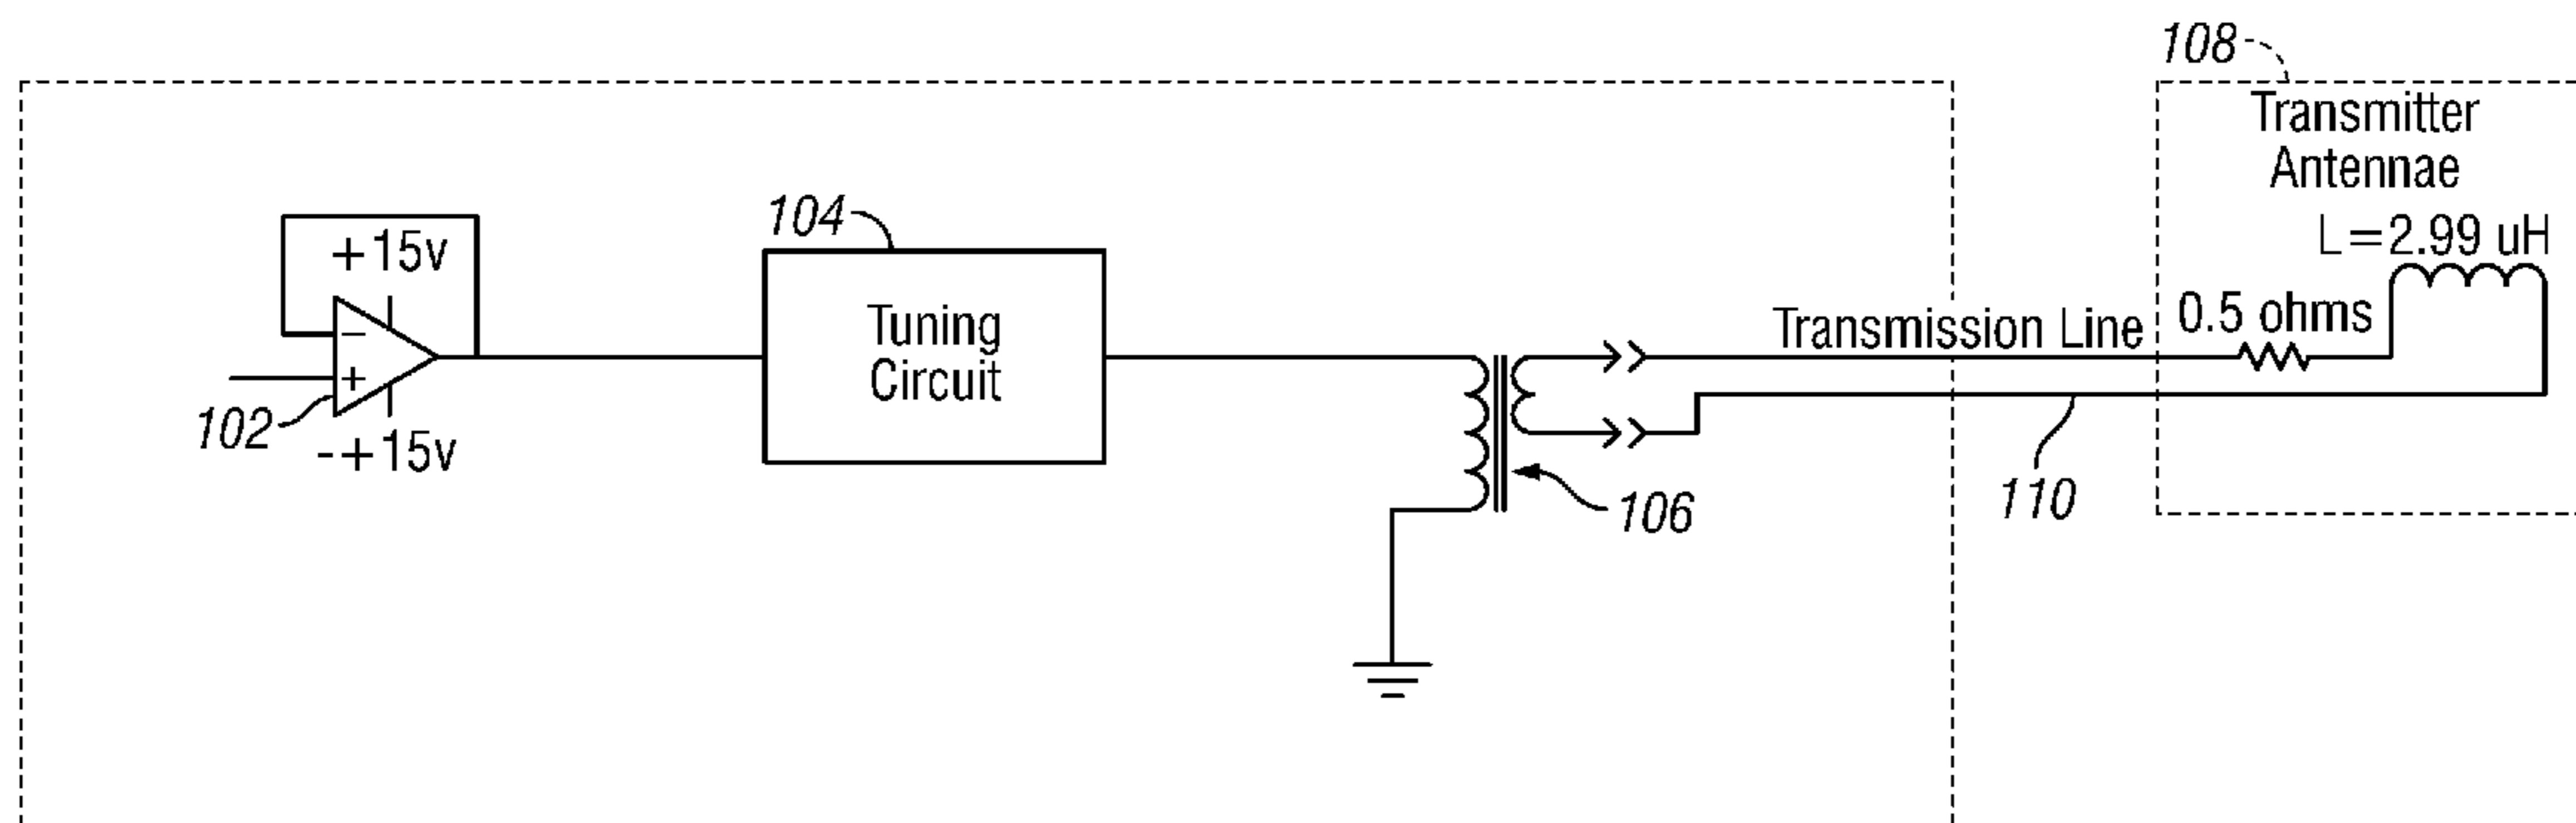 108
Transmitter
Antennae
L=2.99 uH
0.5 ohms
Transmission Line
104
Tuning
Circuit
+15v
−
+
102
-+15v
106
110